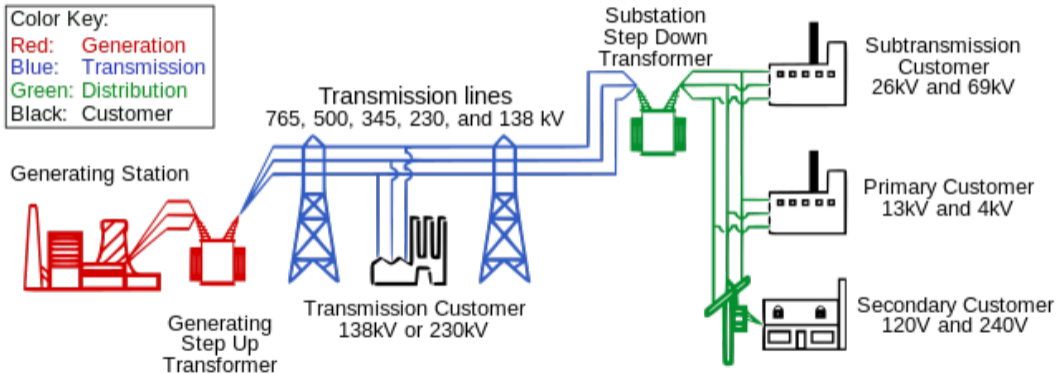 Color Key:
Red: Generation
Blue: Transmission
Green: Distribution
Black: Customer
Generating Station
Generating
Step Up
Transformer
Transmission lines
765, 500, 345, 230, and 138 kV
Transmission Customer
138kV or 230kV
Substation
Step Down
Transformer
Subtransmission
Customer
26kV and 69kV
Primary Customer
13kV and 4kV
Secondary Customer
120V and 240V